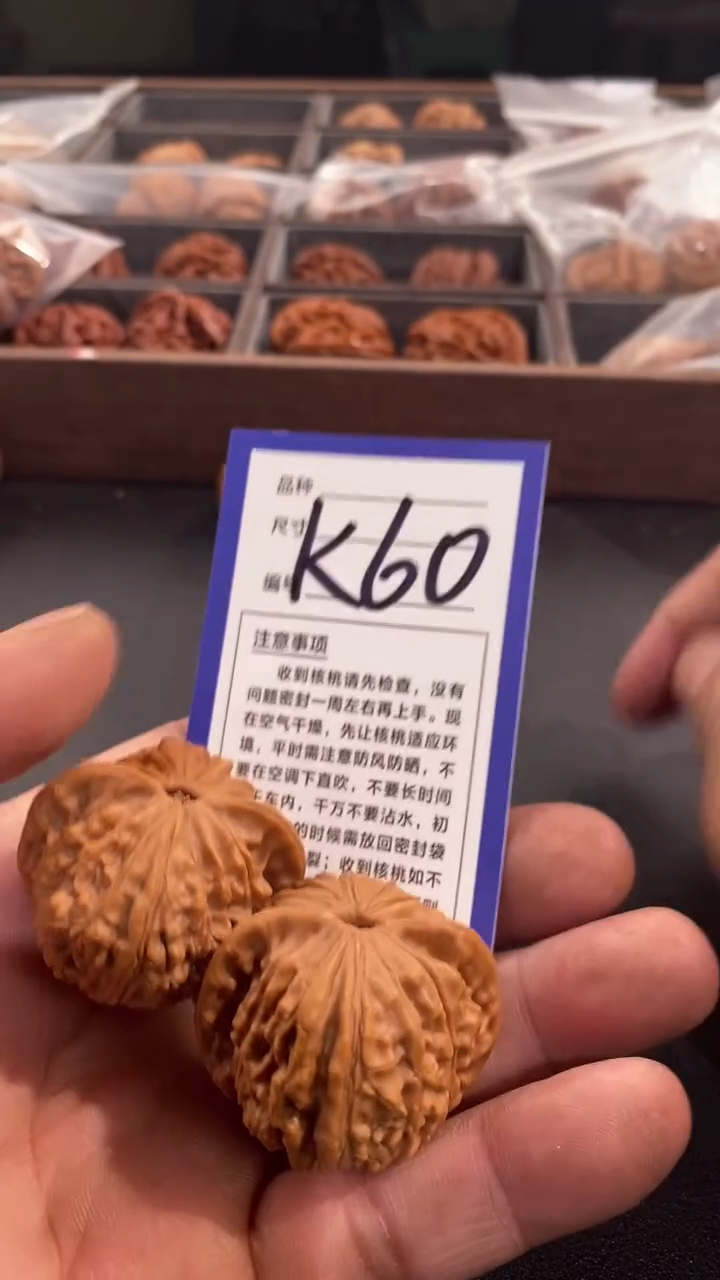 品种
尺寸
K60
编号
注意事项
收到核桃请先检查，没有
问题密封一周左右再上手。现
在空气干燥，先让核桃适应环
境，平时需注意防风防晒，不
要在空调下直吹，不要长时间
车内，千万不要沾水，初
的时候需放回密封袋
裂；收到核桃如不